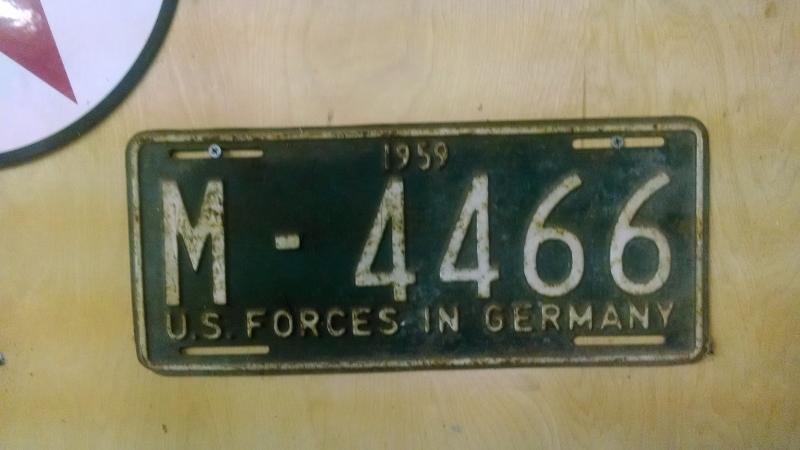 1959
M-4466
U.S. FORCES IN GERMANY